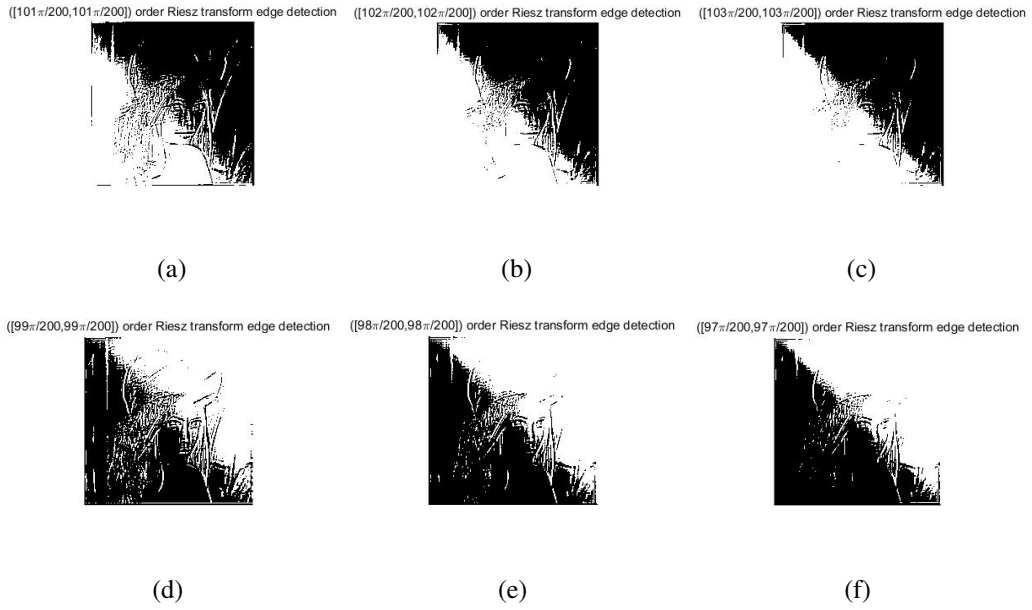 ([101π/200,101π/200]) order Riesz transform edge detection
([102π/200,102π/200]) order Riesz transform edge detection
([103π/200,103π/200]) order Riesz transform edge detection
(a)
(b)
(c)
([99π/200,99π/200]) order Riesz transform edge detection
([98π/200,98π/200]) order Riesz transform edge detection
([97π/200,97π/200]) order Riesz transform edge detection
(d)
(e)
(f)